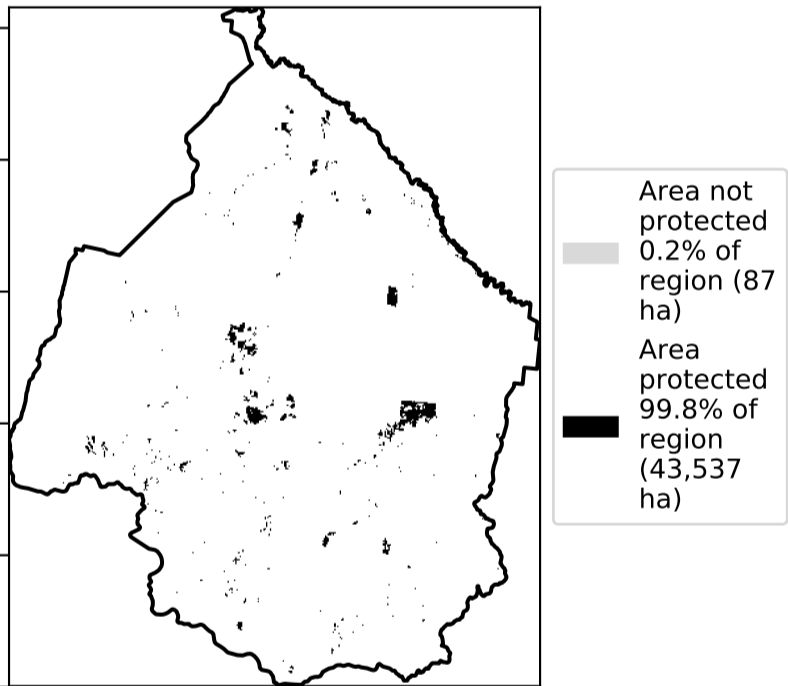 Area not
protected
0.2% of
region (87
ha)
Area
protected
99.8% of
region
(43,537
ha)